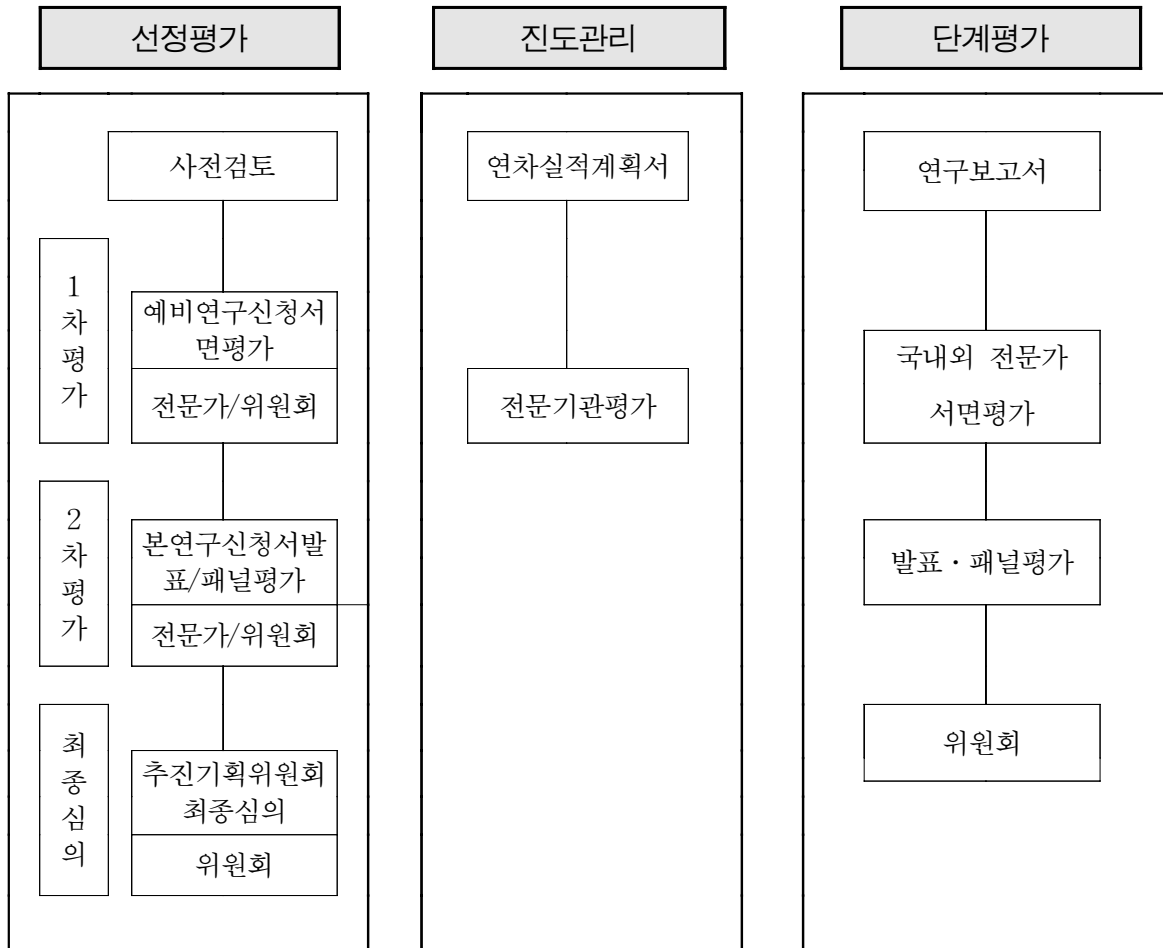 선정평가
사전검토
1
차
평
가
예비연구신청서
면평가
전문가/위원회
2
차
평
가
본연구신청서발
표/패널평가
전문가/위원회
최
종
심
의
추진기획위원회
최종심의
위원회
진도관리
연차실적계획서
전문기관평가
단계평가
연구보고서
국내외 전문가
서면평가
발표・패널평가
위원회